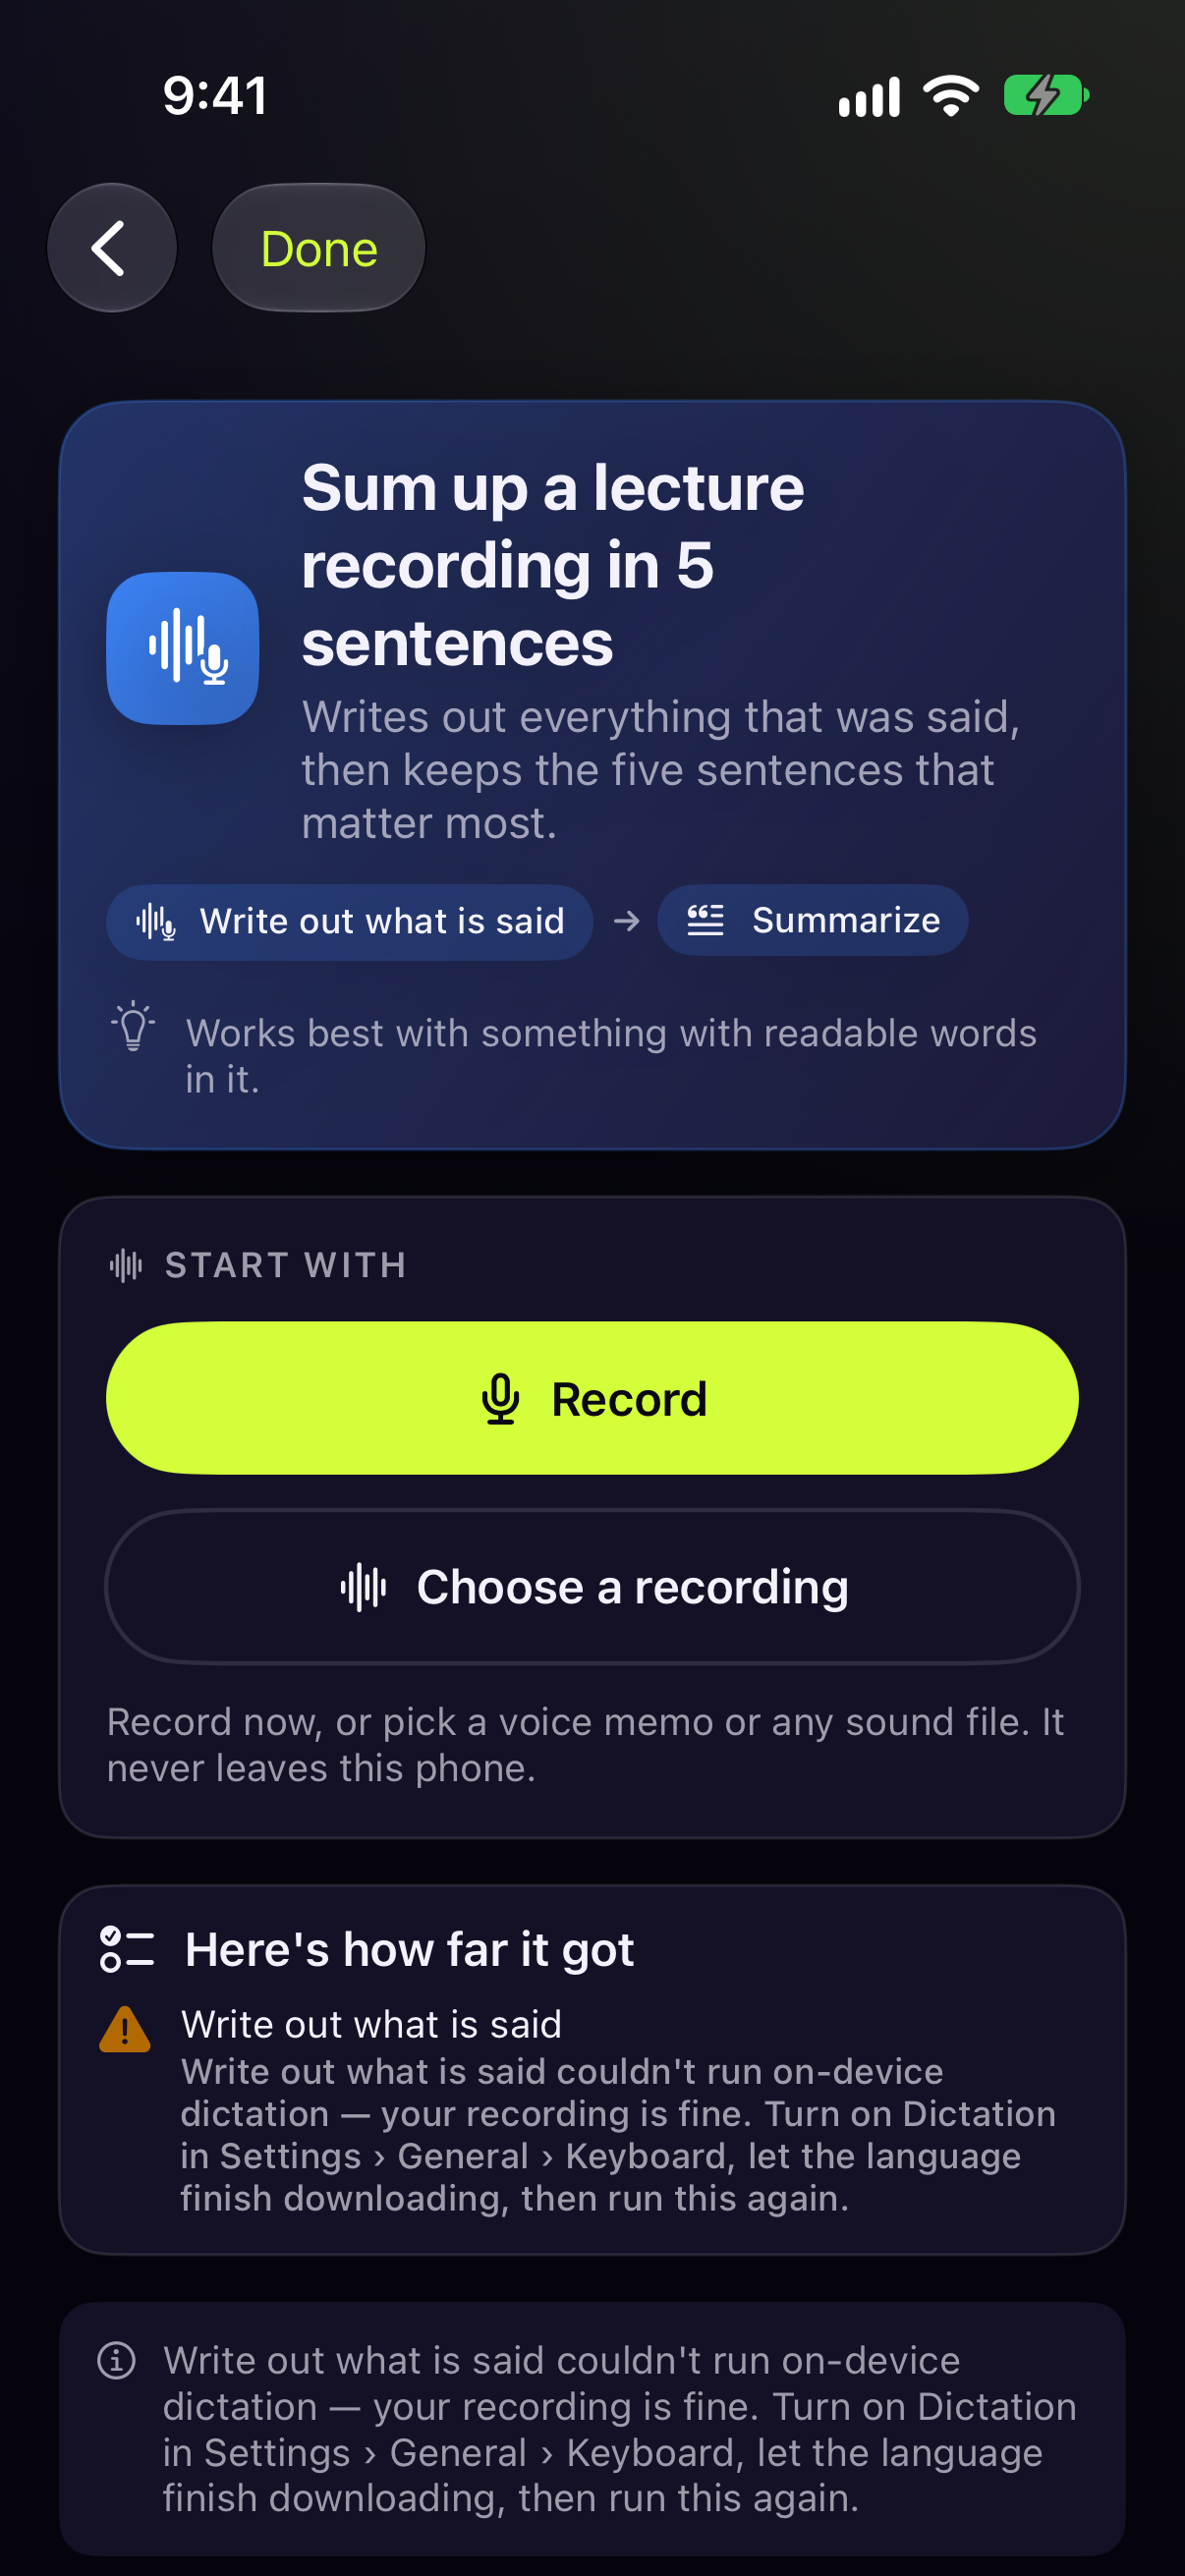 9:41
Done
Sum up a lecture
recording in 5
sentences
Writes out everything that was said,
then keeps the five sentences that
matter most.
Write out what is said → Summarize
Works best with something with readable words
in it.
START WITH
Record
Choose a recording
Record now, or pick a voice memo or any sound file. It
never leaves this phone.
Here's how far it got
Write out what is said
Write out what is said couldn't run on-device
dictation — your recording is fine. Turn on Dictation
in Settings › General › Keyboard, let the language
finish downloading, then run this again.
Write out what is said couldn't run on-device
dictation — your recording is fine. Turn on Dictation
in Settings › General › Keyboard, let the language
finish downloading, then run this again.